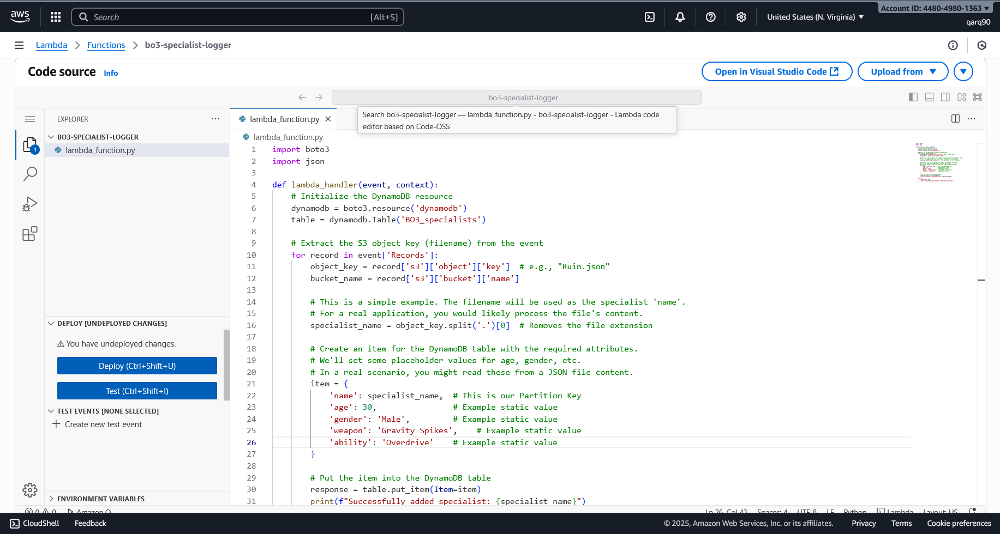 aws
Search [Alt+S]
United States (N. Virginia) ▼
Account ID: 4480-4980-1363 ▼
qarq90
Lambda > Functions > bo3-specialist-logger
Code source Info
Open in Visual Studio Code
Upload from ▼
bo3-specialist-logger
EXPLORER
BO3-SPECIALIST-LOGGER
lambda_function.py
1
lambda_function.py
Search bo3-specialist-logger — lambda_function.py - bo3-specialist-logger - Lambda code
editor based on Code-OSS
lambda_function.py
1 import boto3
2 import json
3
4 def lambda_handler(event, context):
5 # Initialize the DynamoDB resource
6 dynamodb = boto3.resource('dynamodb')
7 table = dynamodb.Table('BO3_specialists')
8
9 # Extract the S3 object key (filename) from the event
10 for record in event['Records']:
11 object_key = record['s3']['object']['key'] # e.g., "Ruin.json"
12 bucket_name = record['s3']['bucket']['name']
13
14 # This is a simple example. The filename will be used as the specialist 'name'.
15 # For a real application, you would likely process the file's content.
16 specialist_name = object_key.split('.')[0] # Removes the file extension
17
18 # Create an item for the DynamoDB table with the required attributes.
19 # We'll set some placeholder values for age, gender, etc.
20 # In a real scenario, you might read these from a JSON file content.
21 item = {
22 'name': specialist_name, # This is our Partition Key
23 'age': 30, # Example static value
24 'gender': 'Male', # Example static value
25 'weapon': 'Gravity Spikes', # Example static value
26 'ability': 'Overdrive' # Example static value
27 }
28
29 # Put the item into the DynamoDB table
30 response = table.put_item(Item=item)
31 print(f"Successfully added specialist: {specialist_name}")
DEPLOY [UNDEPLOYED CHANGES]
You have undeployed changes.
Deploy (Ctrl+Shift+U)
Test (Ctrl+Shift+I)
TEST EVENTS [NONE SELECTED]
Create new test event
ENVIRONMENT VARIABLES
0 0 Amazon Q
Ln 26, Col 43 Spaces: 4 UTF-8 LF Python Lambda Layout: US
CloudShell Feedback
© 2025, Amazon Web Services, Inc. or its affiliates. Privacy Terms Cookie preferences